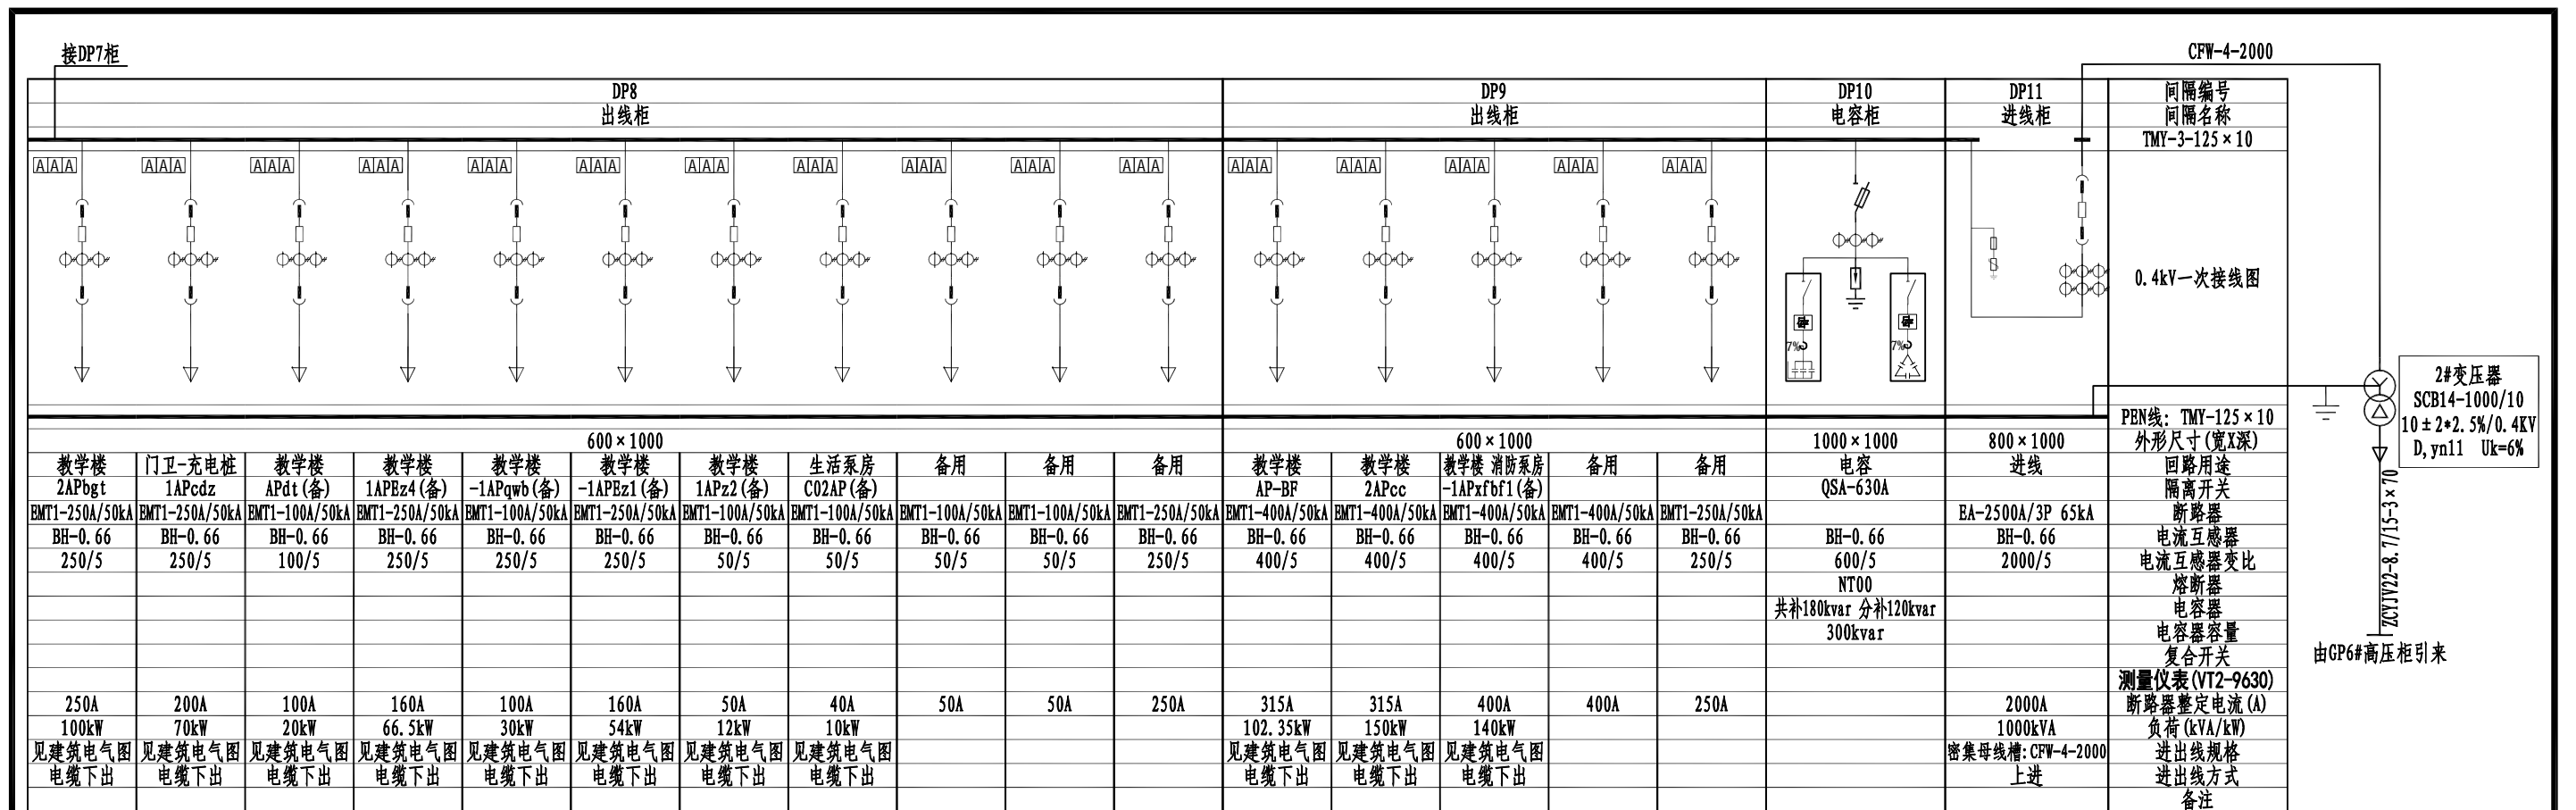 接DP7柜
CFW-4-2000
DP8 DP9 DP10 DP11 间隔编号
出线柜 出线柜 电容柜 进线柜 间隔名称
TMY-3-125×10
AAA AAA AAA AAA AAA AAA AAA AAA AAA AAA AAA AAA AAA AAA AAA AAA
0.4kV一次接线图
7% 7%
2#变压器
SCB14-1000/10
10±2*2.5%/0.4KV
D,yn11 Uk=6%
PEN线: TMY-125×10
600×1000 600×1000 1000×1000 800×1000 外形尺寸(宽X深)
教学楼 门卫-充电桩 教学楼 教学楼 教学楼 教学楼 教学楼 生活泵房 备用 备用 备用 教学楼 教学楼 教学楼 消防泵房 备用 备用 电容 进线 回路用途
2APbgt 1APcdz APdt(备) 1APEz4(备) -1APqwb(备) -1APEz1(备) 1APz2(备) C02AP(备) AP-BF 2APcc -1APxfbf1(备) QSA-630A 隔离开关
EMT1-250A/50kA EMT1-250A/50kA EMT1-100A/50kA EMT1-250A/50kA EMT1-100A/50kA EMT1-250A/50kA EMT1-100A/50kA EMT1-100A/50kA EMT1-100A/50kA EMT1-100A/50kA EMT1-250A/50kA EMT1-400A/50kA EMT1-400A/50kA EMT1-400A/50kA EMT1-400A/50kA EMT1-250A/50kA EA-2500A/3P 65kA 断路器
BH-0.66 BH-0.66 BH-0.66 BH-0.66 BH-0.66 BH-0.66 BH-0.66 BH-0.66 BH-0.66 BH-0.66 BH-0.66 BH-0.66 BH-0.66 BH-0.66 BH-0.66 BH-0.66 BH-0.66 BH-0.66 电流互感器
250/5 250/5 100/5 250/5 250/5 250/5 50/5 50/5 50/5 50/5 250/5 400/5 400/5 400/5 400/5 250/5 600/5 2000/5 电流互感器变比
NT00 熔断器
共补180kvar 分补120kvar 电容器
300kvar 电容器容量
复合开关
测量仪表(VT2-9630)
250A 200A 100A 160A 100A 160A 50A 40A 50A 50A 250A 315A 315A 400A 400A 250A 2000A 断路器整定电流(A)
100kW 70kW 20kW 66.5kW 30kW 54kW 12kW 10kW 102.35kW 150kW 140kW 1000kVA 负荷(kVA/kW)
见建筑电气图 见建筑电气图 见建筑电气图 见建筑电气图 见建筑电气图 见建筑电气图 见建筑电气图 见建筑电气图 见建筑电气图 见建筑电气图 见建筑电气图 密集母线槽:CFW-4-2000 进出线规格
电缆下出 电缆下出 电缆下出 电缆下出 电缆下出 电缆下出 电缆下出 电缆下出 电缆下出 电缆下出 电缆下出 上进 进出线方式
备注
ZCYJV22-8.7/15-3×70
由GP6#高压柜引来